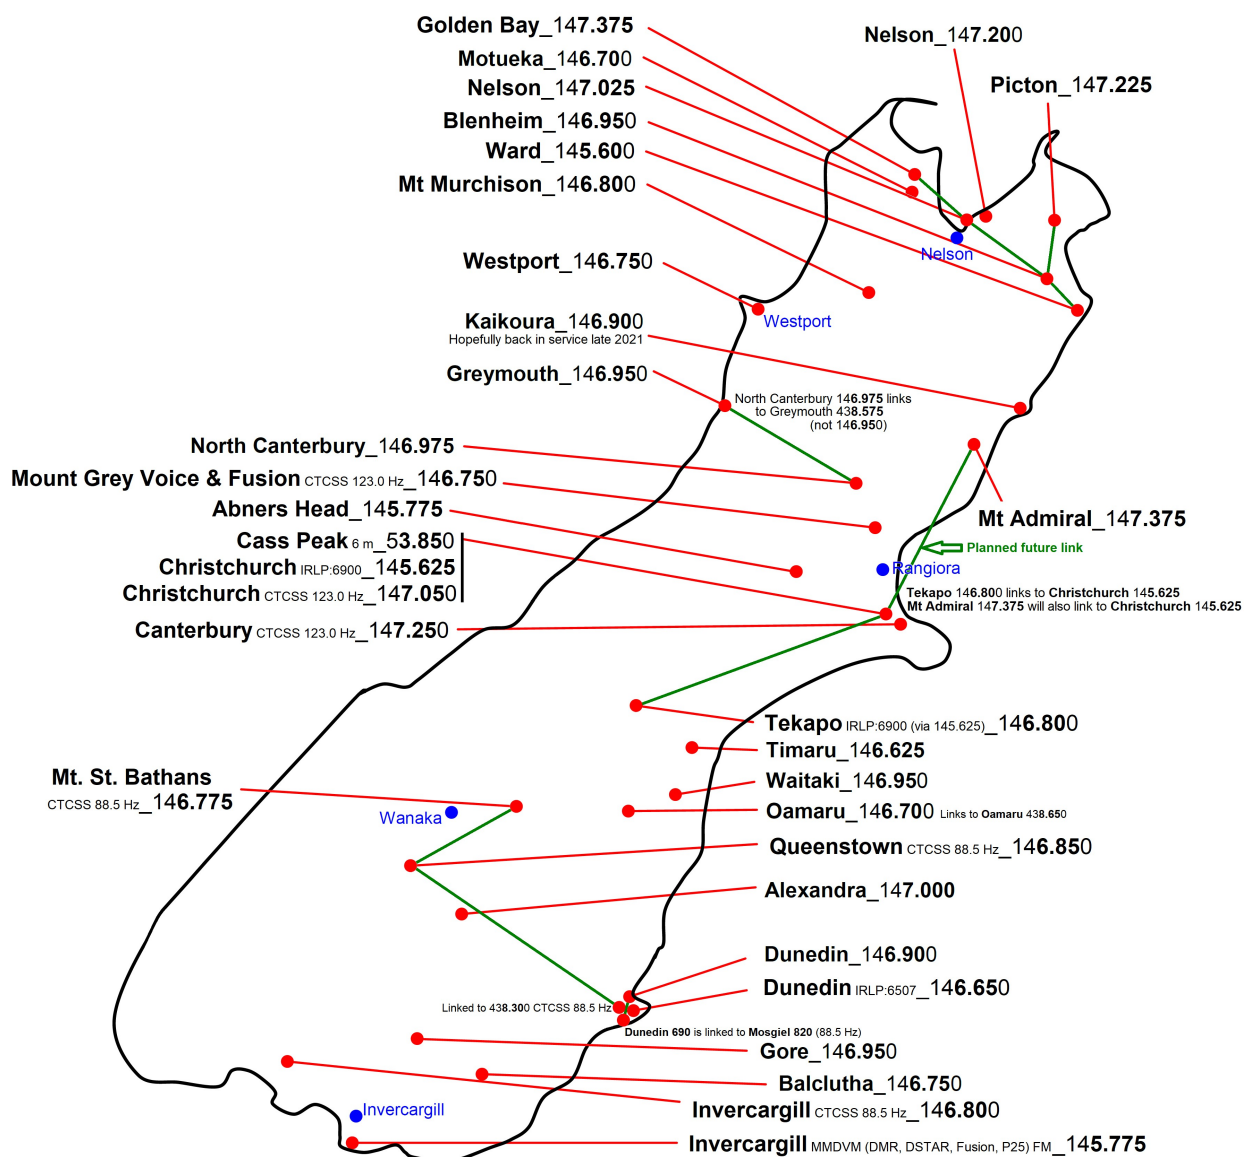 Golden Bay_147.375
Motueka_146.700
Nelson_147.025
Blenheim_146.950
Ward_145.600
Mt Murchison_146.800
Nelson_147.200
Picton_147.225
Nelson
Westport_146.750
Westport
Kaikoura_146.900
Hopefully back in service late 2021
Greymouth_146.950
North Canterbury 146.975 links
to Greymouth 438.575
(not 146.950)
North Canterbury_146.975
Mount Grey Voice & Fusion CTCSS 123.0 Hz_146.750
Abners Head_145.775
Cass Peak 6 m_53.850
Christchurch IRLP:6900_145.625
Christchurch CTCSS 123.0 Hz_147.050
Canterbury CTCSS 123.0 Hz_147.250
Mt Admiral_147.375
Planned future link
Rangiora
Tekapo 146.800 links to Christchurch 145.625
Mt Admiral 147.375 will also link to Christchurch 145.625
Tekapo IRLP:6900 (via 145.625)_146.800
Timaru_146.625
Waitaki_146.950
Oamaru_146.700 Links to Oamaru 438.650
Mt. St. Bathans
CTCSS 88.5 Hz_146.775
Wanaka
Queenstown CTCSS 88.5 Hz_146.850
Alexandra_147.000
Dunedin_146.900
Dunedin IRLP:6507_146.650
Linked to 438.300 CTCSS 88.5 Hz
Dunedin 690 is linked to Mosgiel 820 (88.5 Hz)
Gore_146.950
Balclutha_146.750
Invercargill CTCSS 88.5 Hz_146.800
Invercargill
Invercargill MMDVM (DMR, DSTAR, Fusion, P25) FM_145.775